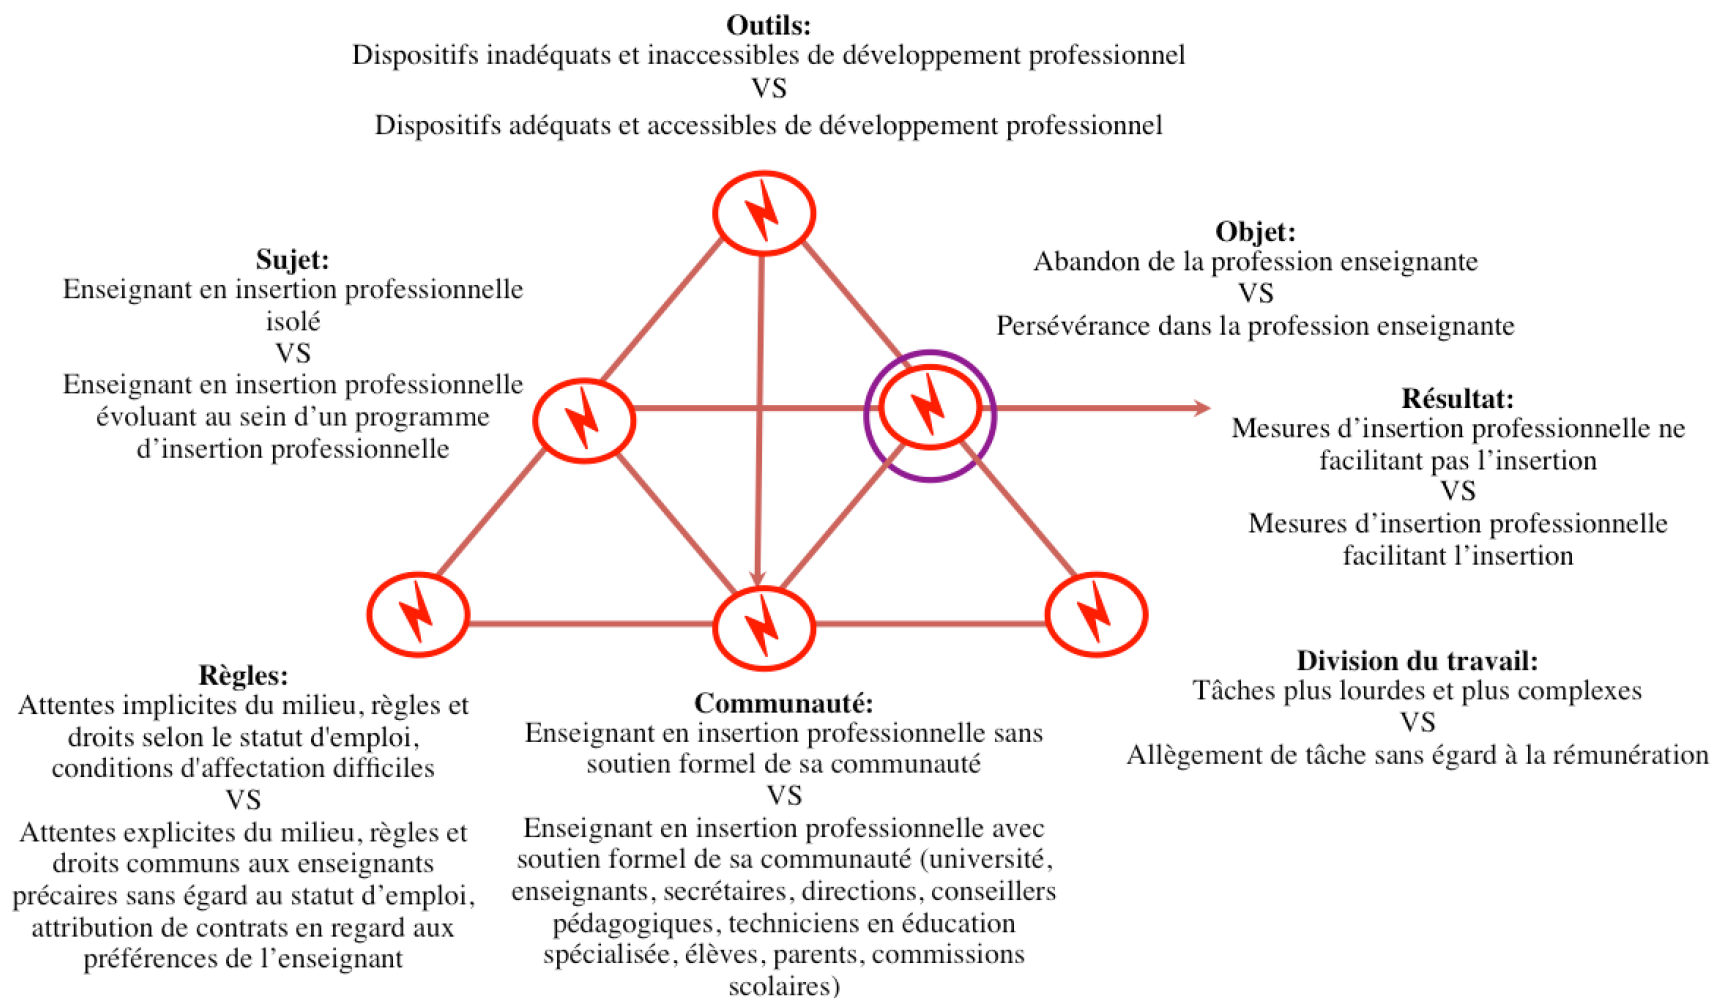 Outils:
Dispositifs inadéquats et inaccessibles de développement professionnel
VS
Dispositifs adéquats et accessibles de développement professionnel
Sujet:
Enseignant en insertion professionnelle
isolé
VS
Enseignant en insertion professionnelle
évoluant au sein d’un programme
d’insertion professionnelle
Objet:
Abandon de la profession enseignante
VS
Persévérance dans la profession enseignante
Résultat:
Mesures d’insertion professionnelle ne
facilitant pas l’insertion
VS
Mesures d’insertion professionnelle
facilitant l’insertion
Règles:
Attentes implicites du milieu, règles et
droits selon le statut d'emploi,
conditions d'affectation difficiles
VS
Attentes explicites du milieu, règles et
droits communs aux enseignants
précaires sans égard au statut d’emploi,
attribution de contrats en regard aux
préférences de l’enseignant
Communauté:
Enseignant en insertion professionnelle sans
soutien formel de sa communauté
VS
Enseignant en insertion professionnelle avec
soutien formel de sa communauté (université,
enseignants, secrétaires, directions, conseillers
pédagogiques, techniciens en éducation
spécialisée, élèves, parents, commissions
scolaires)
Division du travail:
Tâches plus lourdes et plus complexes
VS
Allègement de tâche sans égard à la rémunération